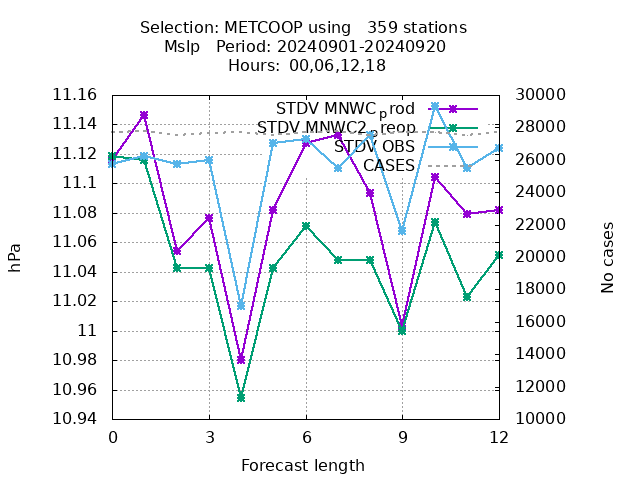 Selection: METCOOP using   359 stations
Mslp   Period: 20240901-20240920
Hours: 00,06,12,18
STDV MNWC_prod
STDV MNWC2_preop
STDV OBS
CASES
11.16
11.14
11.12
11.1
11.08
11.06
11.04
11.02
11
10.98
10.96
10.94
30000
28000
26000
24000
22000
20000
18000
16000
14000
12000
10000
hPa
No cases
0 3 6 9 12
Forecast length